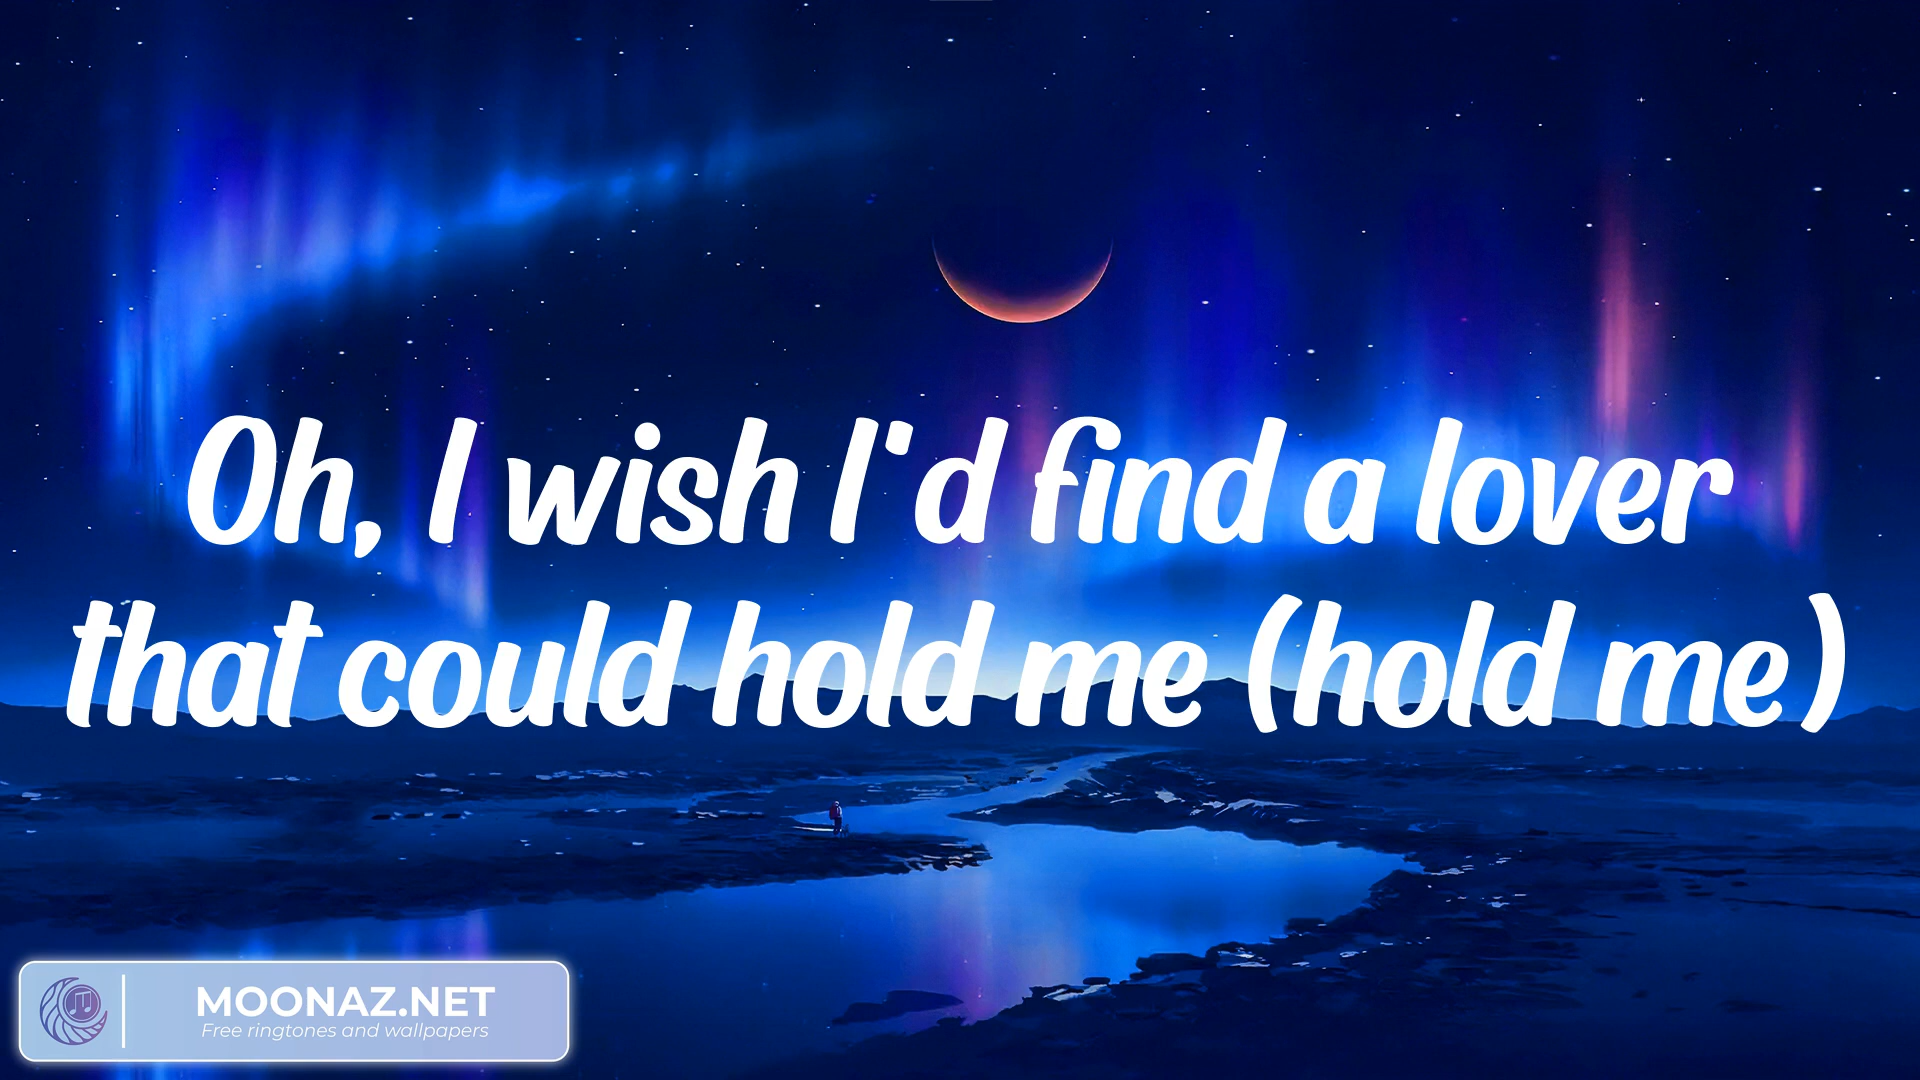 Oh, I wish I'd find a lover
that could hold me (hold me)
MOONAZ.NET
Free ringtones and wallpapers